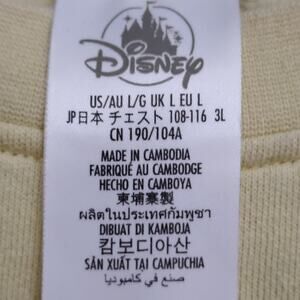 Disney
US/AU L/G UK L EU L
JP日本 チェスト 108-116 3L
CN 190/104A
MADE IN CAMBODIA
FABRIQUÉ AU CAMBODGE
HECHO EN CAMBOYA
柬埔寨製
ผลิตในประเทศกัมพูชา
DIBUAT DI KAMBOJA
캄보디아산
SẢN XUẤT TẠI CAMPUCHIA
صنع في كامبوديا